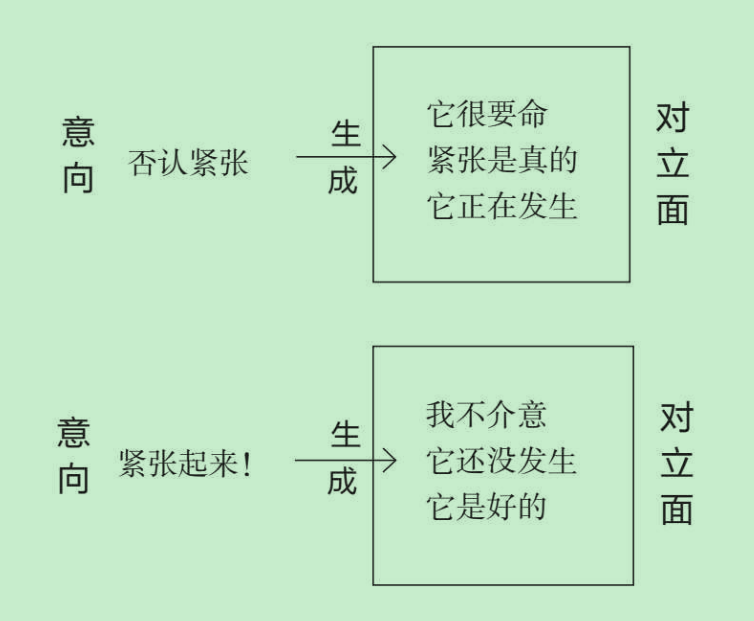 意向
否认紧张
生成
它很要命
紧张是真的
它正在发生
对立面
意向
紧张起来！
生成
我不介意
它还没发生
它是好的
对立面